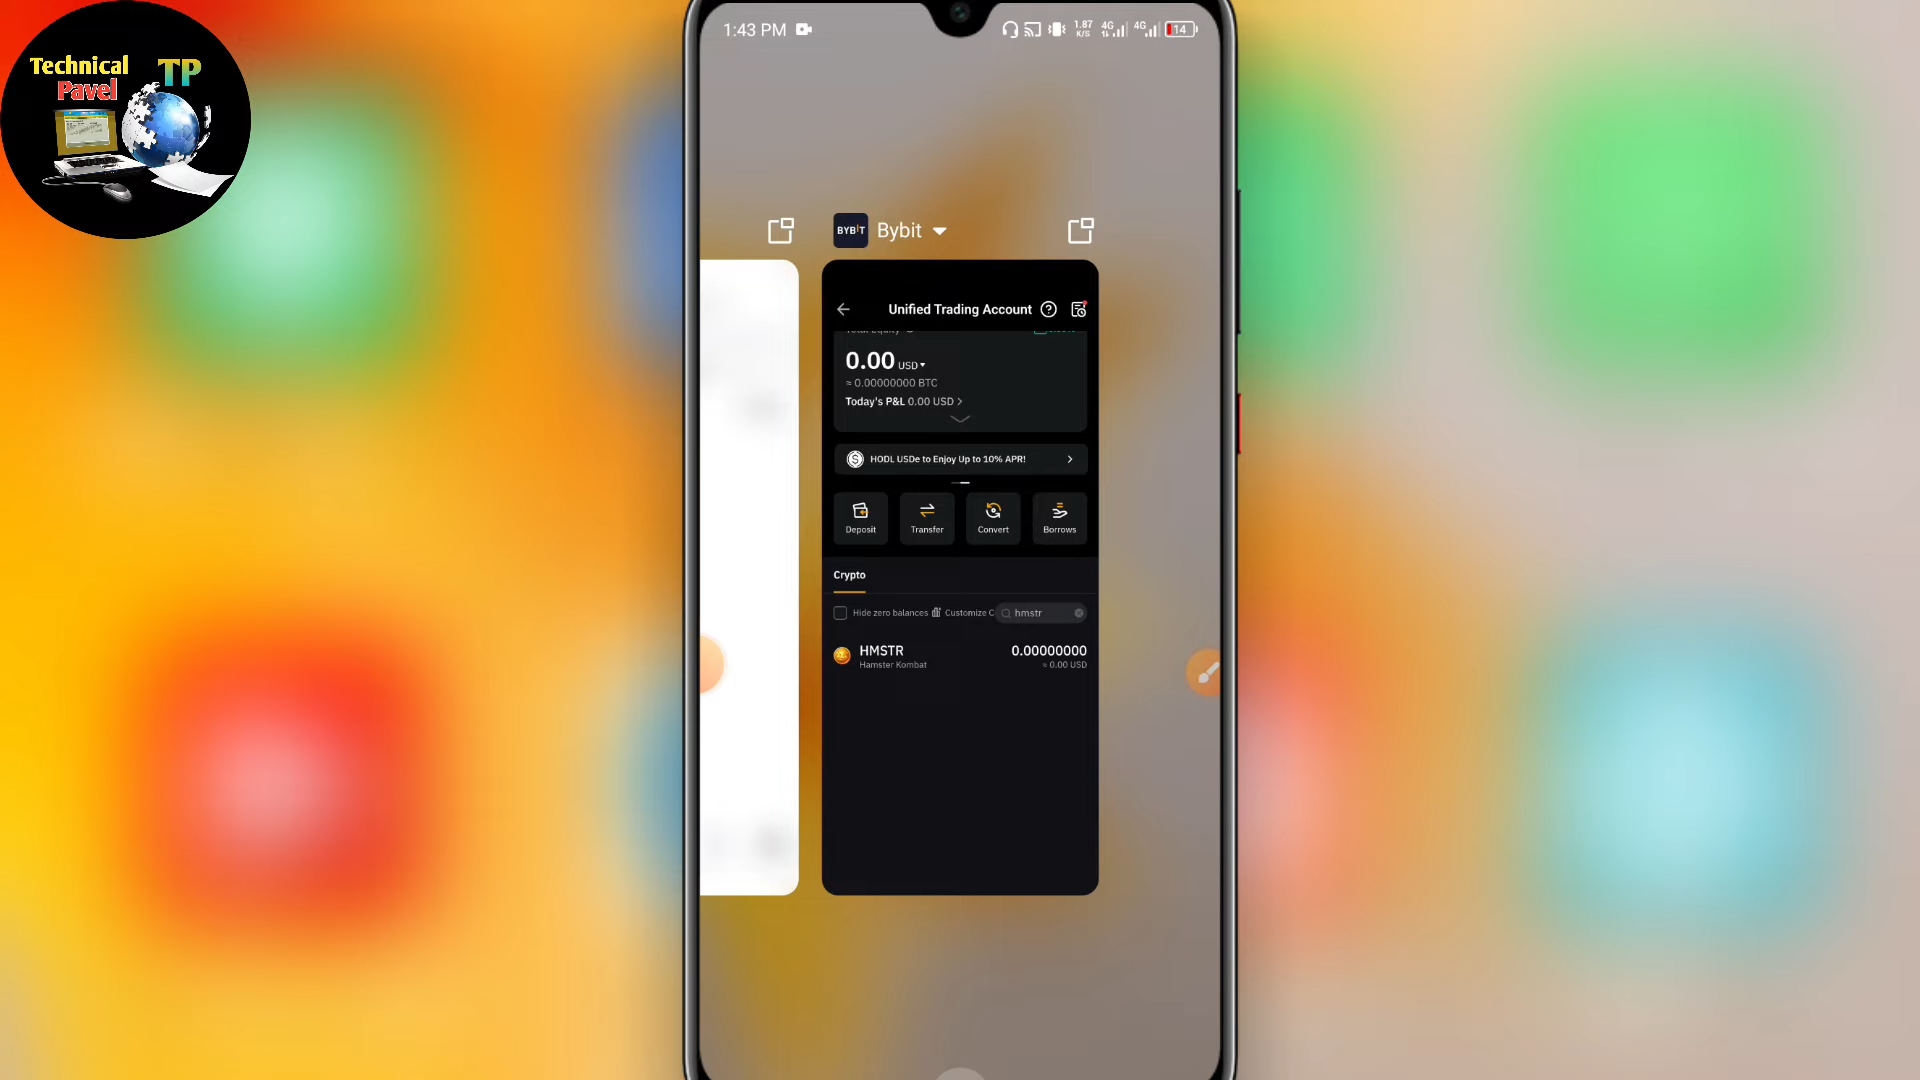 Technical
Pavel
TP
1:43 PM
1.87
K/S
4G
4G
14
BYBIT
Bybit
Unified Trading Account
Total Equity
0.00 USD
≈ 0.00000000 BTC
Today's P&L 0.00 USD
HODL USDe to Enjoy Up to 10% APR!
Deposit
Transfer
Convert
Borrows
Crypto
Hide zero balances
Customize C
hmstr
HMSTR
0.00000000
Hamster Kombat
≈ 0.00 USD